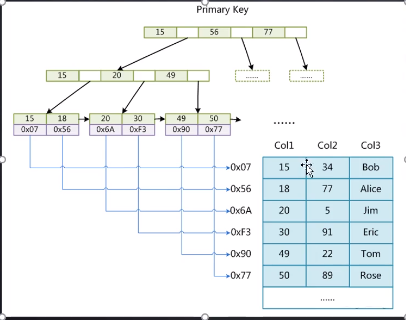 Primary Key
15 56 77
15 20 49
...... ......
15 18 20 30 49 50
0x07 0x56 0x6A 0xF3 0x90 0x77
......
Col1 Col2 Col3
0x07 15 34 Bob
0x56 18 77 Alice
0x6A 20 5 Jim
0xF3 30 91 Eric
0x90 49 22 Tom
0x77 50 89 Rose
......